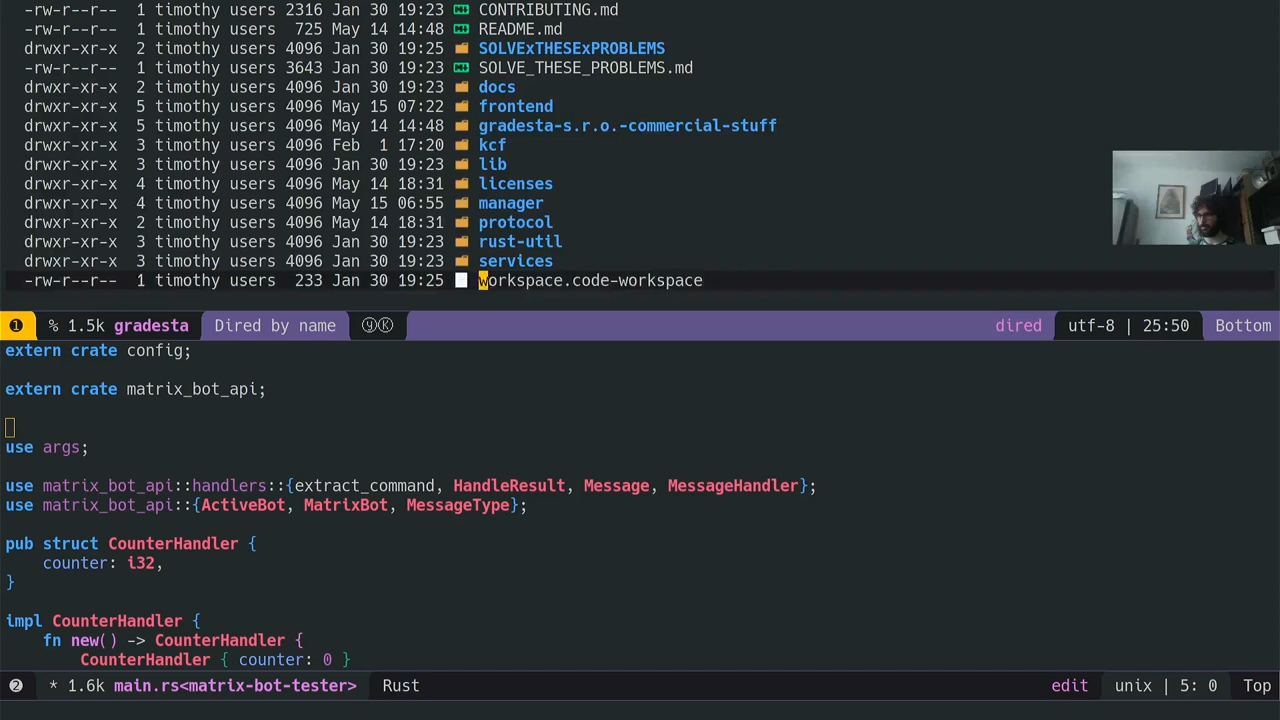 -rw-r--r-- 1 timothy users 2316 Jan 30 19:23 CONTRIBUTING.md
-rw-r--r-- 1 timothy users 725 May 14 14:48 README.md
drwxr-xr-x 2 timothy users 4096 Jan 30 19:25 SOLVExTHESExPROBLEMS
-rw-r--r-- 1 timothy users 3643 Jan 30 19:23 SOLVE_THESE_PROBLEMS.md
drwxr-xr-x 2 timothy users 4096 Jan 30 19:23 docs
drwxr-xr-x 5 timothy users 4096 May 15 07:22 frontend
drwxr-xr-x 5 timothy users 4096 May 14 14:48 gradesta-s.r.o.-commercial-stuff
drwxr-xr-x 3 timothy users 4096 Feb 1 17:20 kcf
drwxr-xr-x 3 timothy users 4096 Jan 30 19:23 lib
drwxr-xr-x 4 timothy users 4096 May 14 18:31 licenses
drwxr-xr-x 4 timothy users 4096 May 15 06:55 manager
drwxr-xr-x 2 timothy users 4096 May 14 18:31 protocol
drwxr-xr-x 3 timothy users 4096 Jan 30 19:23 rust-util
drwxr-xr-x 3 timothy users 4096 Jan 30 19:23 services
-rw-r--r-- 1 timothy users 233 Jan 30 19:25 workspace.code-workspace
❶ % 1.5k gradesta Dired by name ⓨⓀ dired utf-8 | 25:50 Bottom
extern crate config;
extern crate matrix_bot_api;
use args;
use matrix_bot_api::handlers::{extract_command, HandleResult, Message, MessageHandler};
use matrix_bot_api::{ActiveBot, MatrixBot, MessageType};
pub struct CounterHandler {
counter: i32,
}
impl CounterHandler {
fn new() -> CounterHandler {
CounterHandler { counter: 0 }
❷ * 1.6k main.rs<matrix-bot-tester> Rust edit unix | 5: 0 Top